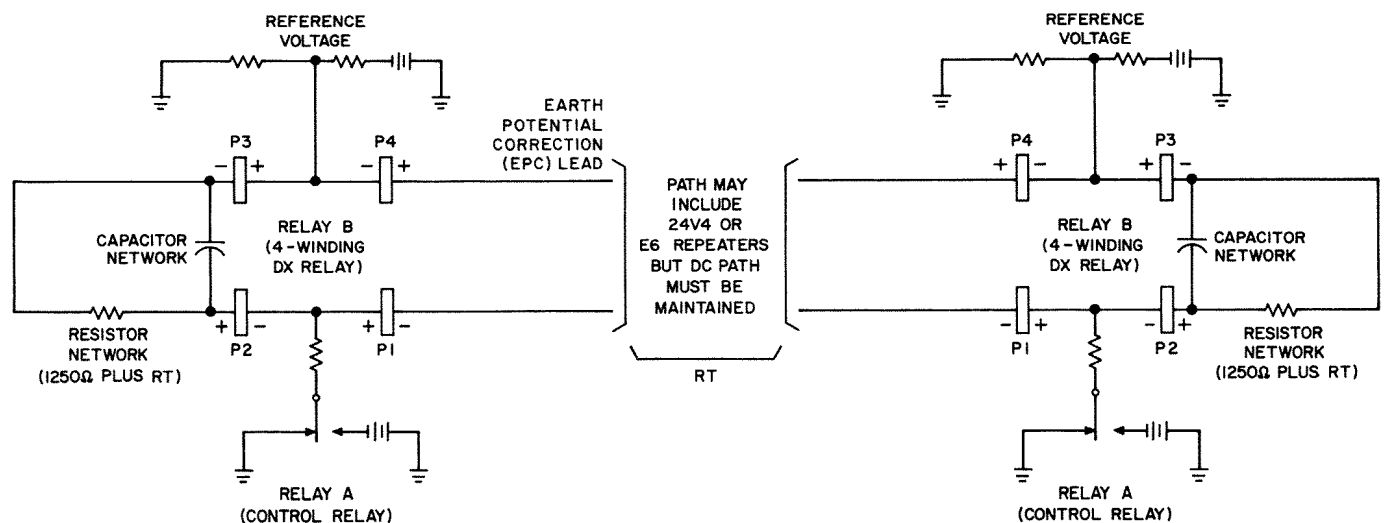 REFERENCE
VOLTAGE
EARTH
POTENTIAL
CORRECTION
(EPC) LEAD
P3
- +
P4
- +
CAPACITOR
NETWORK
RELAY B
(4-WINDING
DX RELAY)
+ -
P2
+ -
P1
RESISTOR
NETWORK
(1250Ω PLUS RT)
RELAY A
(CONTROL RELAY)
PATH MAY
INCLUDE
24V4 OR
E6 REPEATERS
BUT DC PATH
MUST BE
MAINTAINED
RT
REFERENCE
VOLTAGE
P4
+ -
P3
+ -
RELAY B
(4-WINDING
DX RELAY)
CAPACITOR
NETWORK
- +
P1
- +
P2
RESISTOR
NETWORK
(1250Ω PLUS RT)
RELAY A
(CONTROL RELAY)